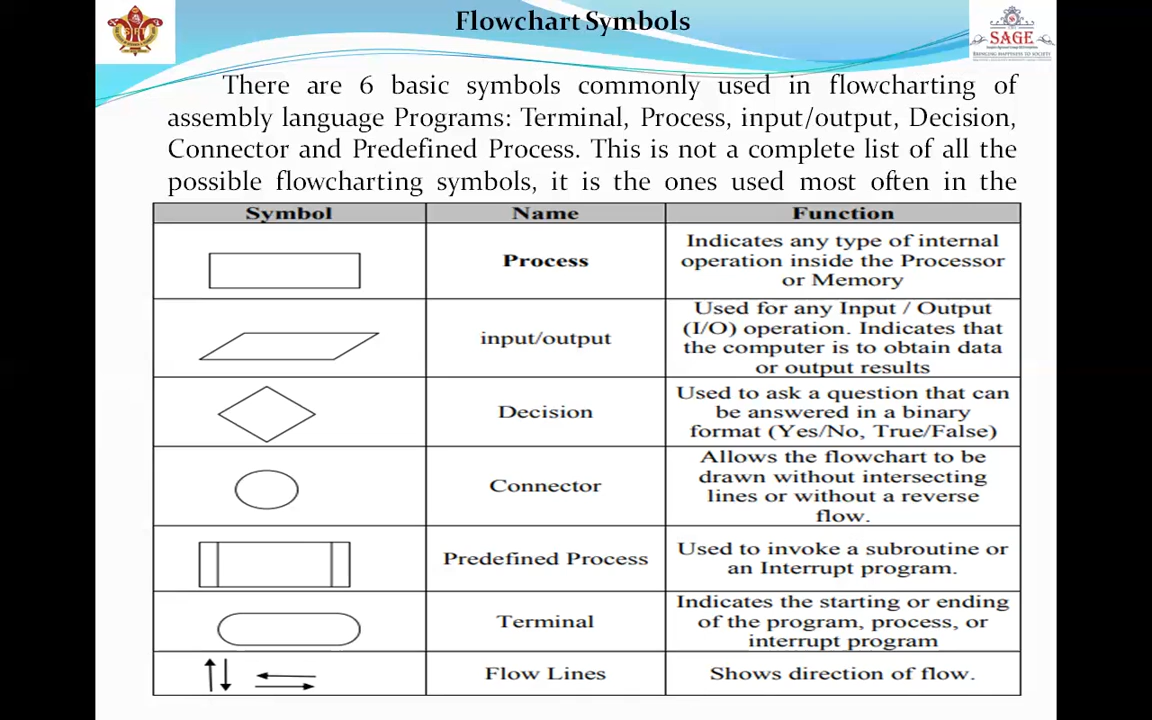 Flowchart Symbols
SAGE
There are 6 basic symbols commonly used in flowcharting of
assembly language Programs: Terminal, Process, input/output, Decision,
Connector and Predefined Process. This is not a complete list of all the
possible flowcharting symbols, it is the ones used most often in the
Symbol Name Function
Process
Indicates any type of internal
operation inside the Processor
or Memory
input/output
Used for any Input / Output
(I/O) operation. Indicates that
the computer is to obtain data
or output results
Decision
Used to ask a question that can
be answered in a binary
format (Yes/No, True/False)
Connector
Allows the flowchart to be
drawn without intersecting
lines or without a reverse
flow.
Predefined Process
Used to invoke a subroutine or
an Interrupt program.
Terminal
Indicates the starting or ending
of the program, process, or
interrupt program
Flow Lines
Shows direction of flow.